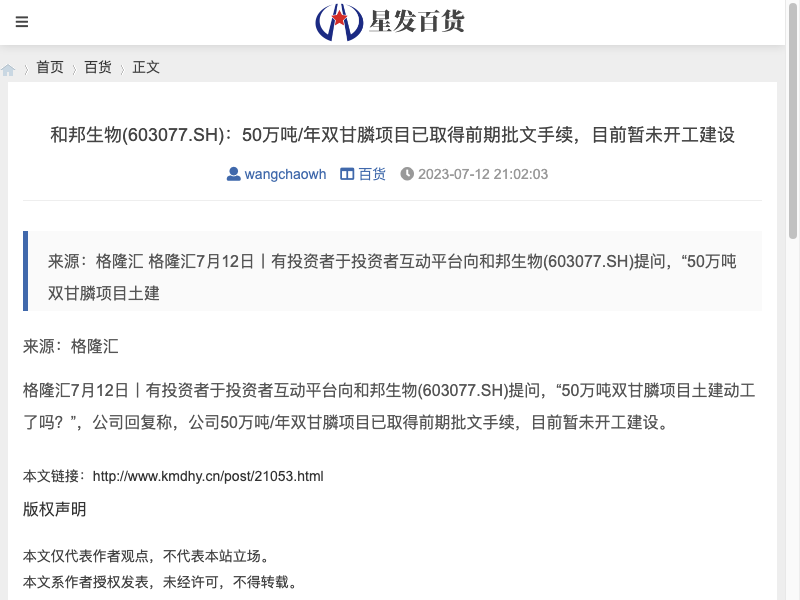 星发百货
首页 百货 正文
和邦生物(603077.SH)：50万吨/年双甘膦项目已取得前期批文手续，目前暂未开工建设
wangchaowh 百货 2023-07-12 21:02:03
来源：格隆汇 格隆汇7月12日丨有投资者于投资者互动平台向和邦生物(603077.SH)提问，“50万吨
双甘膦项目土建
来源：格隆汇
格隆汇7月12日丨有投资者于投资者互动平台向和邦生物(603077.SH)提问，“50万吨双甘膦项目土建动工
了吗？”，公司回复称，公司50万吨/年双甘膦项目已取得前期批文手续，目前暂未开工建设。
本文链接：http://www.kmdhy.cn/post/21053.html
版权声明
本文仅代表作者观点，不代表本站立场。
本文系作者授权发表，未经许可，不得转载。